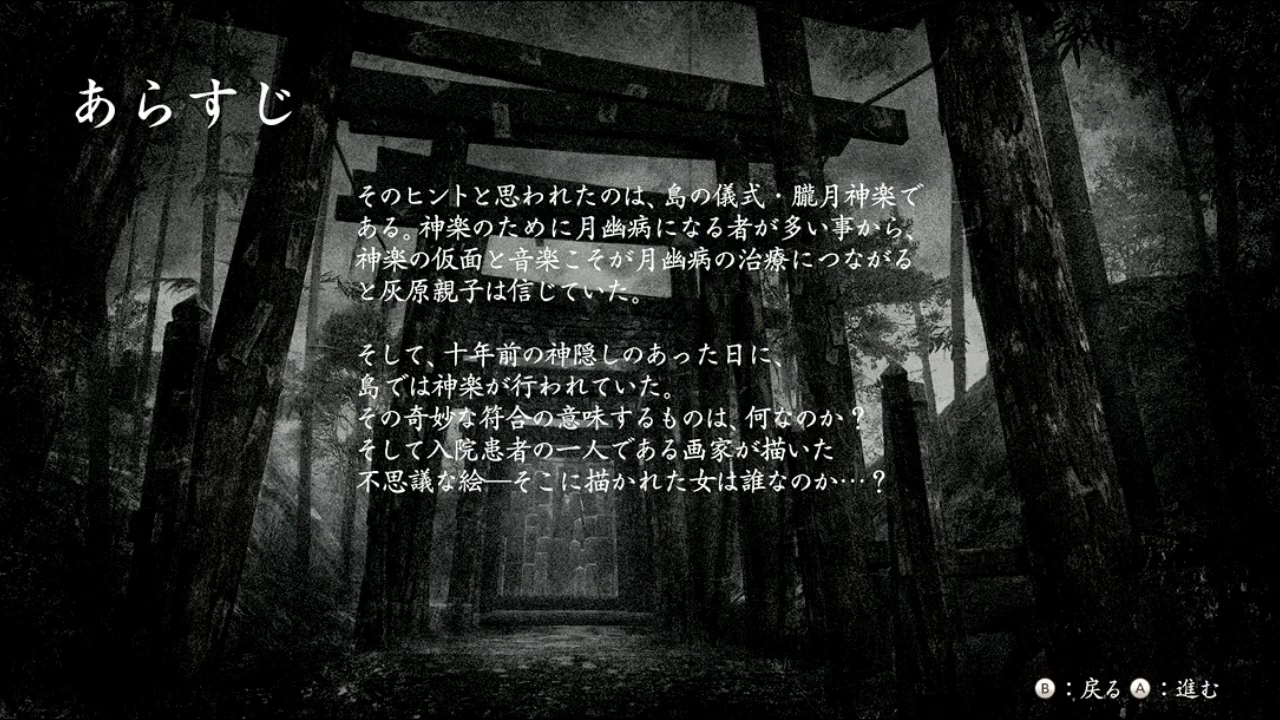 あらすじ
そのヒントと思われたのは、島の儀式・朧月神楽で
ある。神楽のために月幽病になる者が多い事から、
神楽の仮面と音楽こそが月幽病の治療につながる
と灰原親子は信じていた。
そして、十年前の神隠しのあった日に、
島では神楽が行われていた。
その奇妙な符合の意味するものは、何なのか？
そして入院患者の一人である画家が描いた
不思議な絵―そこに描かれた女は誰なのか…？
B：戻る A：進む